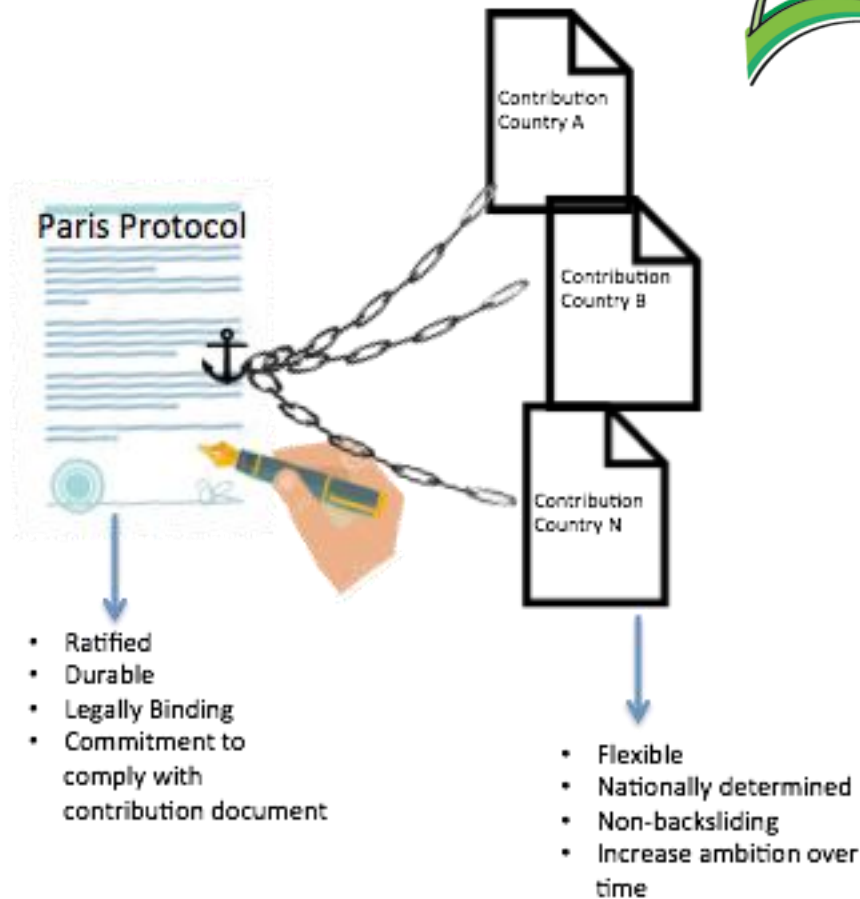 Contribution
Country A
Paris Protocol
Contribution
Country B
Contribution
Country N
• Ratified
• Durable
• Legally Binding
• Commitment to
comply with
contribution document
• Flexible
• Nationally determined
• Non-backsliding
• Increase ambition over
time